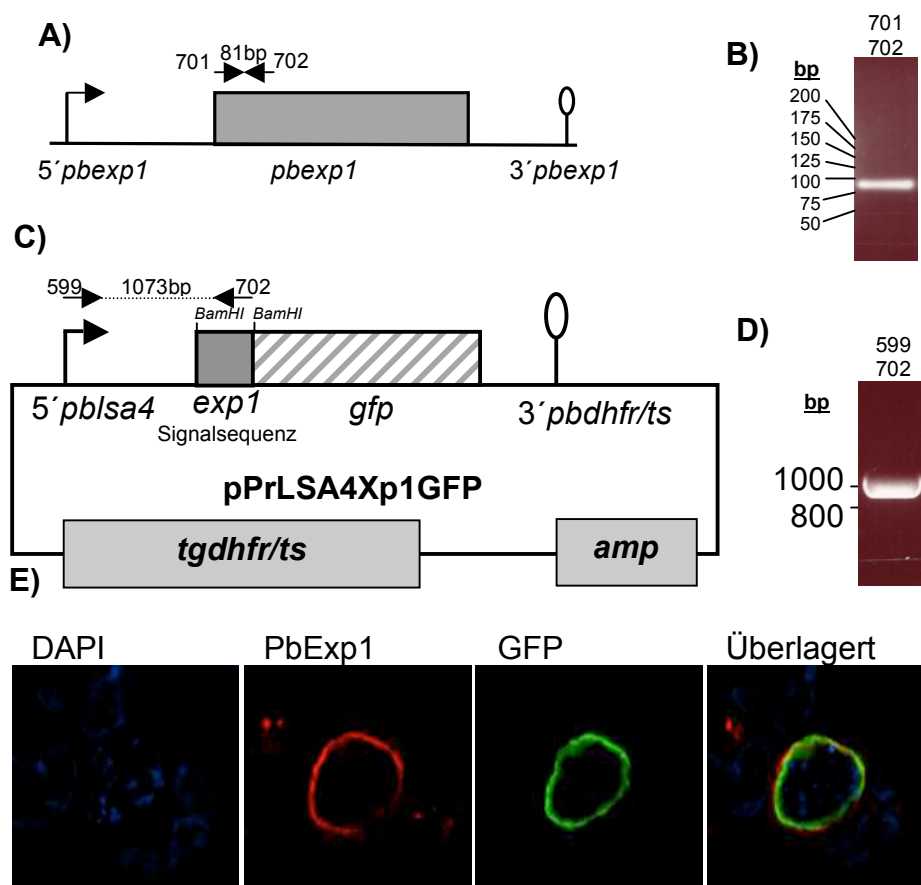 A)
701 81bp 702
5´pbexp1 pbexp1 3´pbexp1
B)
701
702
bp
200
175
150
125
100
75
50
C)
599 1073bp 702
BamHI BamHI
5´pblsa4 exp1 gfp 3´pbdhfr/ts
Signalsequenz
pPrLSA4Xp1GFP
tgdhfr/ts amp
D)
599
702
bp
1000
800
E)
DAPI PbExp1 GFP Überlagert